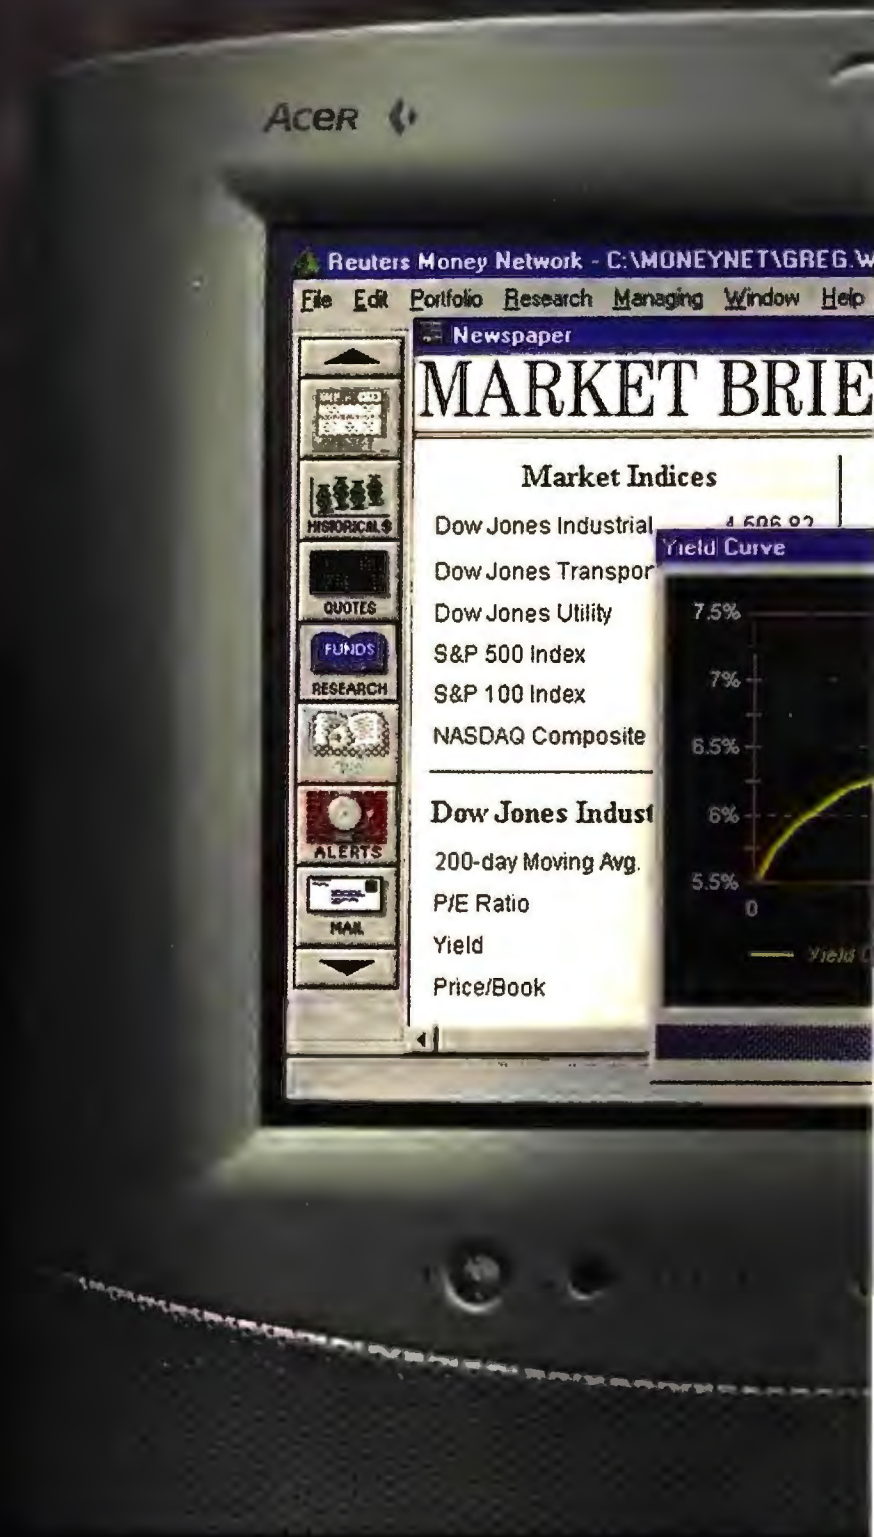 Acer
Reuters Money Network - C:\MONEYNET\GREG.W
File Edit Portfolio Research Managing Window Help
Newspaper
MARKET BRIE
Market Indices
Dow Jones Industrial
Dow Jones Transpor
Dow Jones Utility
S&P 500 Index
S&P 100 Index
NASDAQ Composite
Dow Jones Indust
200-day Moving Avg.
P/E Ratio
Yield
Price/Book
HISTORICALS
QUOTES
FUNDS
RESEARCH
ALERTS
MAIL
Yield Curve
7.5%
7%
6.5%
6%
5.5%
0
Yield C